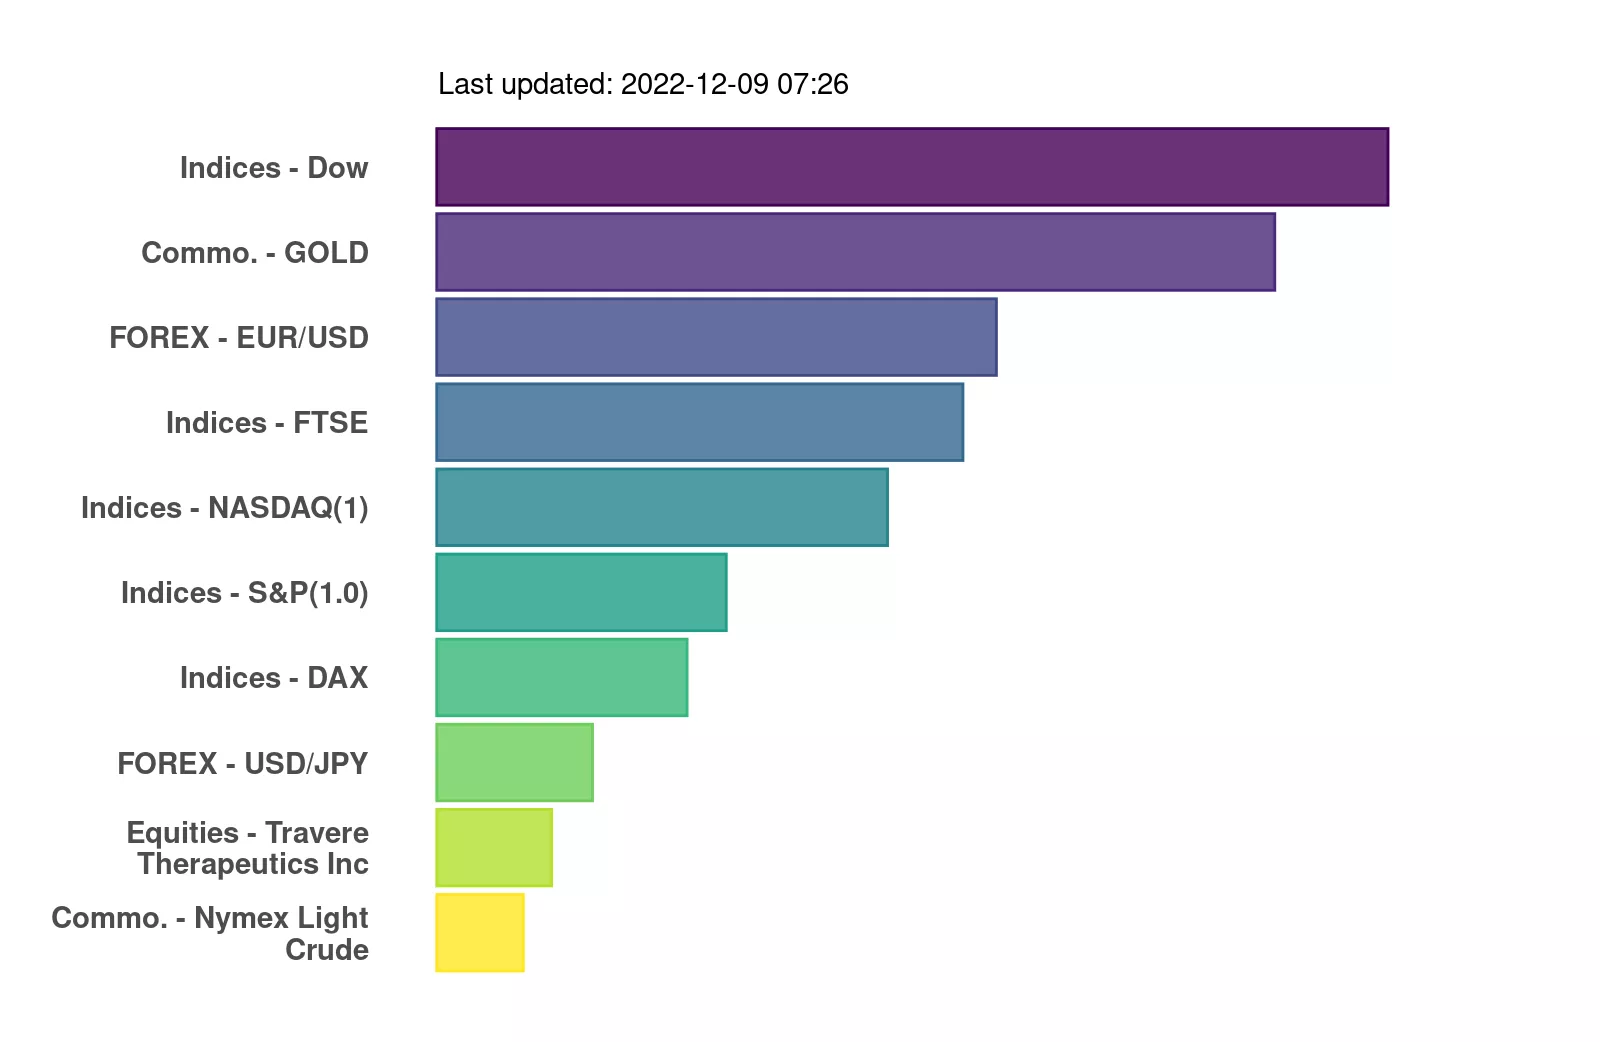 Last updated: 2022-12-09 07:26
Indices - Dow
Commo. - GOLD
FOREX - EUR/USD
Indices - FTSE
Indices - NASDAQ(1)
Indices - S&P(1.0)
Indices - DAX
FOREX - USD/JPY
Equities - Travere
Therapeutics Inc
Commo. - Nymex Light
Crude